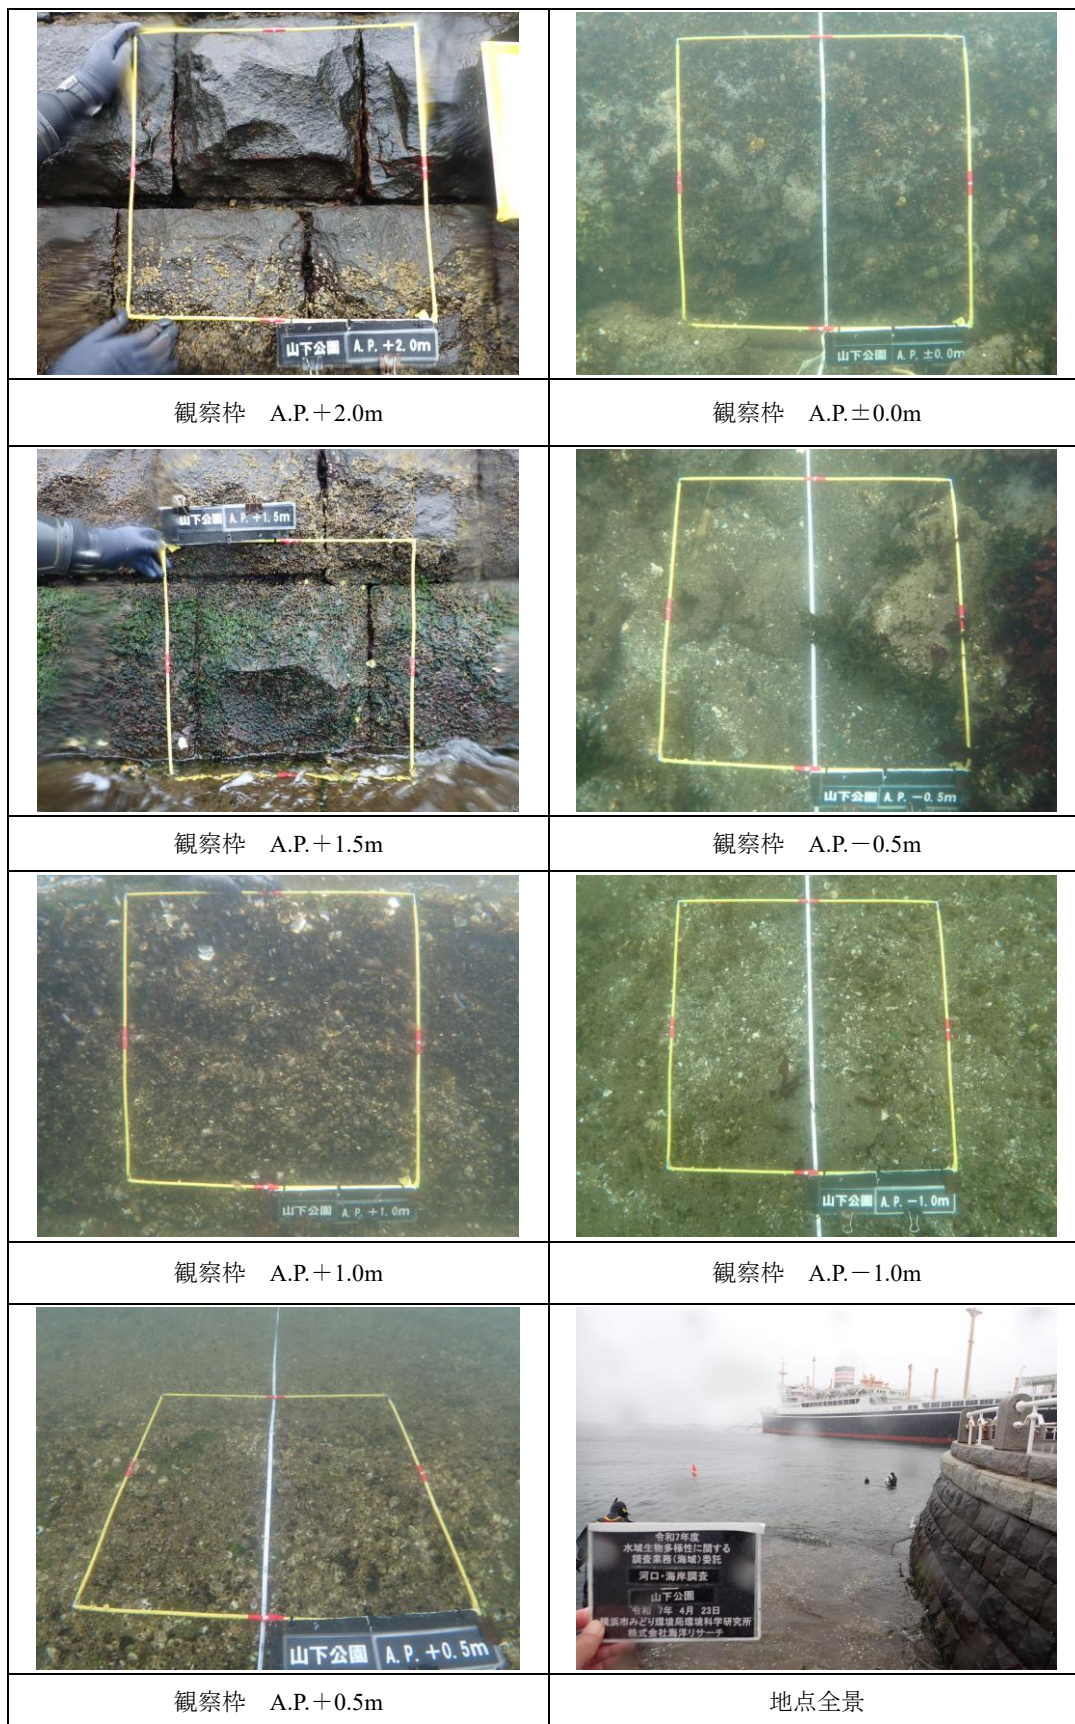 山下公園 A.P.+2.0m
山下公園 A.P.±0.0m
観察枠 A.P.+2.0m
観察枠 A.P.±0.0m
山下公園 A.P.+1.5m
山下公園 A.P.-0.5m
観察枠 A.P.+1.5m
観察枠 A.P.-0.5m
山下公園 A.P.+1.0m
山下公園 A.P.-1.0m
観察枠 A.P.+1.0m
観察枠 A.P.-1.0m
山下公園 A.P.+0.5m
令和7年度
水域生物多様性に関する
調査業務(海域)委託
河口・海岸調査
山下公園
令和 7年 4月 23日
横浜市みどり環境局環境科学研究所
株式会社海洋リサーチ
観察枠 A.P.+0.5m
地点全景